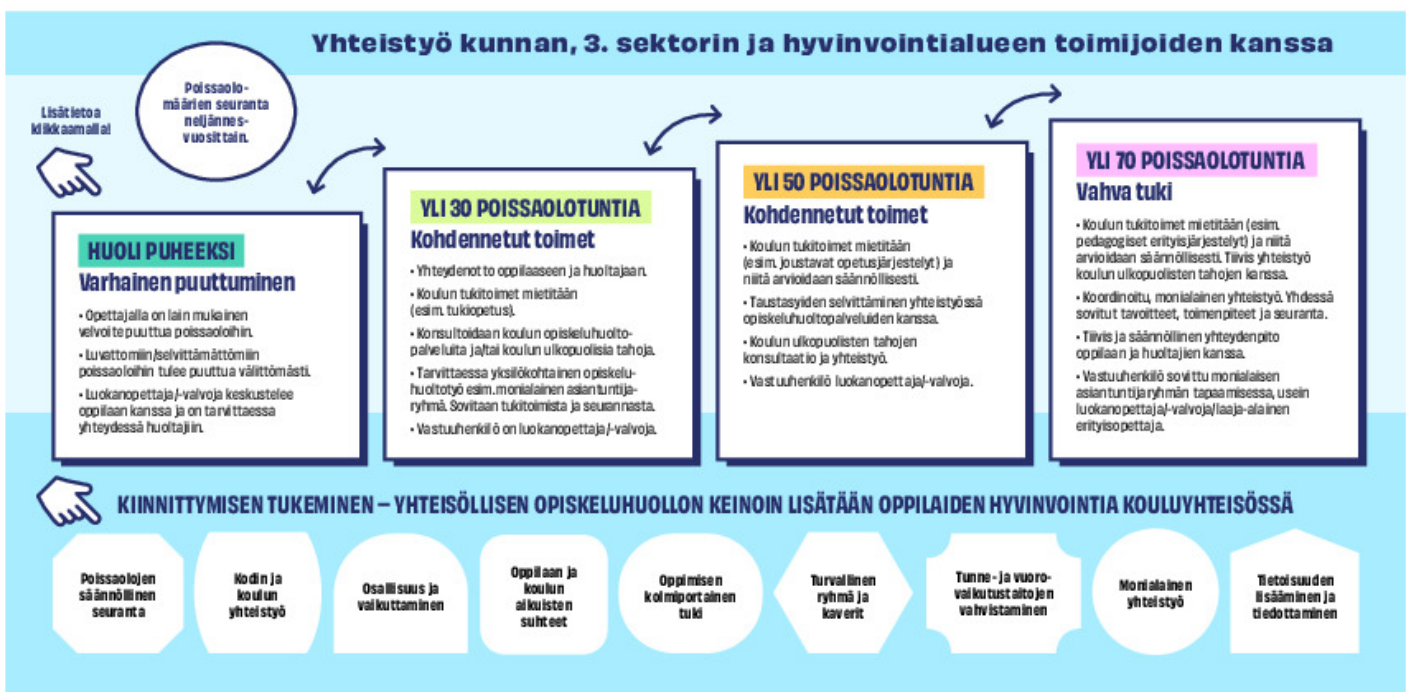 Yhteistyö kunnan, 3. sektorin ja hyvinvointialueen toimijoiden kanssa
Poissaolo-
määrien seuranta
neljännes-
vuosittain.
Lisätietoa
klikkaamalla!
HUOLI PUHEEKSI
Varhainen puuttuminen
• Opettajalla on lain mukainen
velvoite puuttua poissaoloihin.
• Luvattomiin/selvittämättömiin
poissaoloihin tulee puuttua välittömästi.
• Luokanopettaja/-valvoja keskustelee
oppilaan kanssa ja on tarvittaessa
yhteydessä huoltajiin.
YLI 30 POISSAOLOTUNTIA
Kohdennetut toimet
• Yhteydenotto oppilaaseen ja huoltajaan.
• Koulun tukitoimet mietitään
(esim. tukiopetus).
• Konsultoidaan koulun opiskeluhuolto-
palveluita ja/tai koulun ulkopuolisia tahoja.
• Tarvittaessa yksilökohtainen opiskelu-
huoltotyö esim. monialainen asiantuntija-
ryhmä. Sovitaan tukitoimista ja seurannasta.
• Vastuuhenkilö on luokanopettaja/-valvoja.
YLI 50 POISSAOLOTUNTIA
Kohdennetut toimet
• Koulun tukitoimet mietitään
(esim. joustavat opetusjärjestelyt) ja
niitä arvioidaan säännöllisesti.
• Taustasyiden selvittäminen yhteistyössä
opiskeluhuoltopalveluiden kanssa.
• Koulun ulkopuolisten tahojen
konsultaatio ja yhteistyö.
• Vastuuhenkilö luokanopettaja/-valvoja.
YLI 70 POISSAOLOTUNTIA
Vahva tuki
• Koulun tukitoimet mietitään (esim.
pedagogiset erityisjärjestelyt) ja niitä
arvioidaan säännöllisesti. Tiivis yhteistyö
koulun ulkopuolisten tahojen kanssa.
• Koordinoitu, monialainen yhteistyö. Yhdessä
sovitut tavoitteet, toimenpiteet ja seuranta.
• Tiivis ja säännöllinen yhteydenpito
oppilaan ja huoltajien kanssa.
• Vastuuhenkilö sovittu monialaisen
asiantuntijaryhmän tapaamisessa, usein
luokanopettaja/-valvoja/laaja-alainen
erityisopettaja.
KIINNITTYMISEN TUKEMINEN – YHTEISÖLLISEN OPISKELUHUOLLON KEINOIN LISÄTÄÄN OPPILAIDEN HYVINVOINTIA KOULUYHTEISÖSSÄ
Poissaolojen
säännöllinen
seuranta
Kodin ja
koulun
yhteistyö
Osallisuus ja
vaikuttaminen
Oppilaan ja
koulun
aikuisten
suhteet
Oppimisen
kolmiportainen
tuki
Turvallinen
ryhmä ja
kaverit
Tunne- ja vuoro-
vaikutustaitojen
vahvistaminen
Monialainen
yhteistyö
Tietoisuuden
lisääminen ja
tiedottaminen